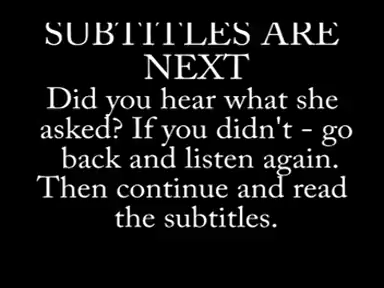 SUBTITLES ARE
NEXT
Did you hear what she
asked? If you didn't - go
back and listen again.
Then continue and read
the subtitles.